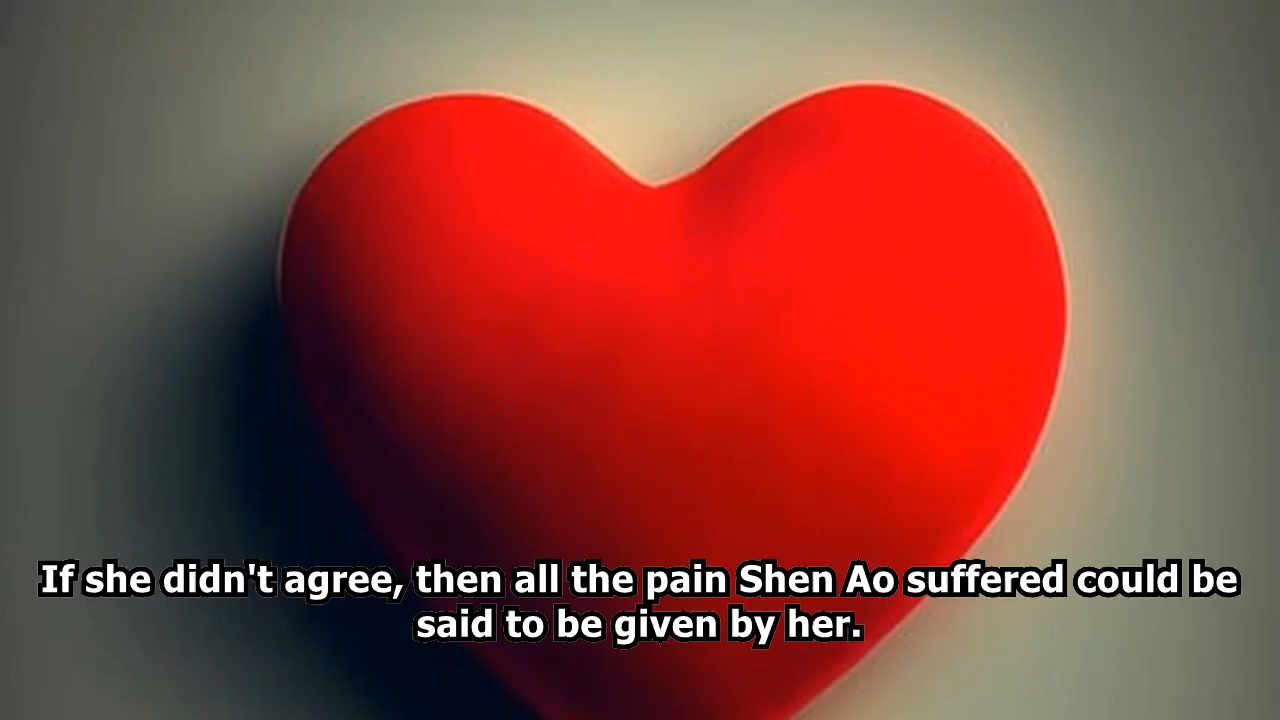 If she didn't agree, then all the pain Shen Ao suffered could be
said to be given by her.